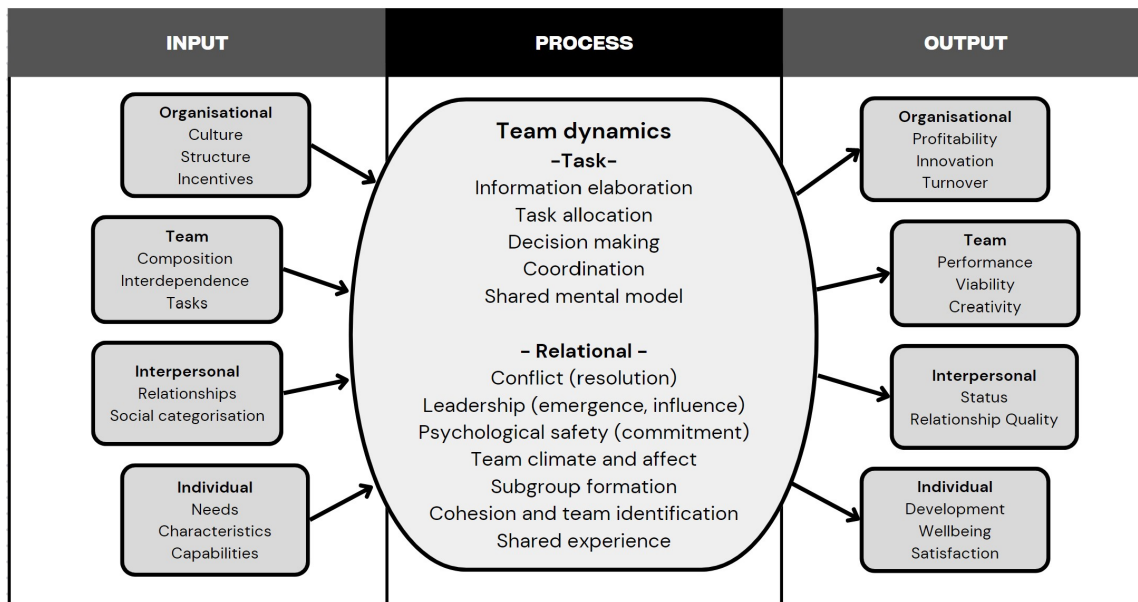 INPUT
PROCESS
OUTPUT
Organisational
Culture
Structure
Incentives
Team
Composition
Interdependence
Tasks
Interpersonal
Relationships
Social categorisation
Individual
Needs
Characteristics
Capabilities
Team dynamics
-Task-
Information elaboration
Task allocation
Decision making
Coordination
Shared mental model
- Relational -
Conflict (resolution)
Leadership (emergence, influence)
Psychological safety (commitment)
Team climate and affect
Subgroup formation
Cohesion and team identification
Shared experience
Organisational
Profitability
Innovation
Turnover
Team
Performance
Viability
Creativity
Interpersonal
Status
Relationship Quality
Individual
Development
Wellbeing
Satisfaction